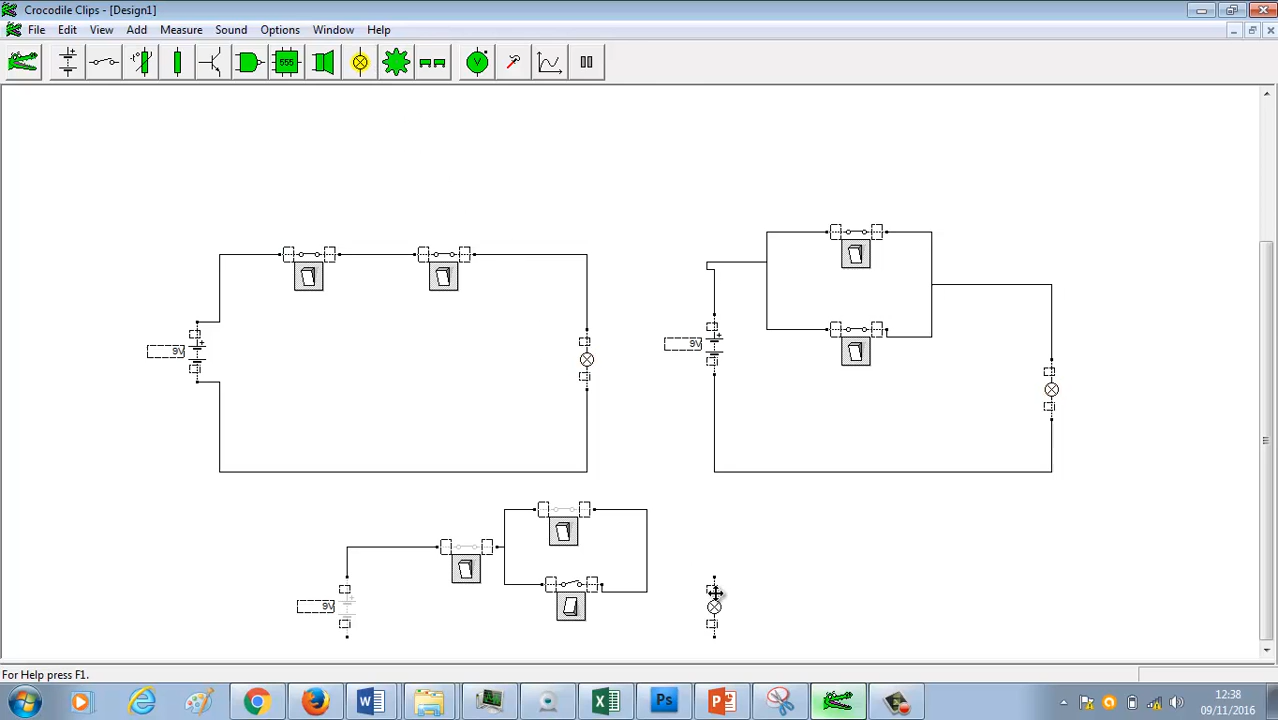 Crocodile Clips - [Design1]
File Edit View Add Measure Sound Options Window Help
555 V
9V
9V
9V
For Help press F1.
12:38
09/11/2016